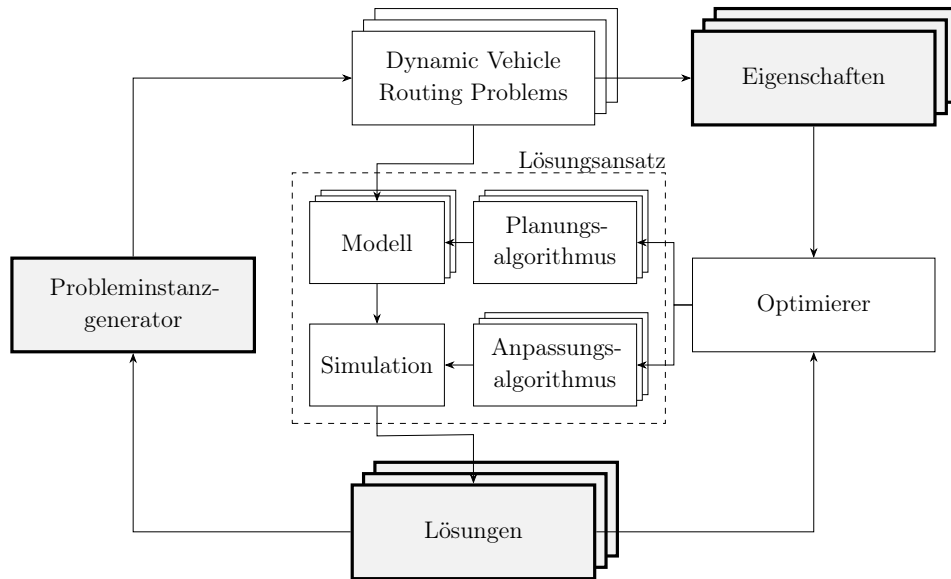 Dynamic Vehicle
Routing Problems
Eigenschaften
Lösungsansatz
Modell
Planungs-
algorithmus
Probleminstanz-
generator
Optimierer
Simulation
Anpassungs-
algorithmus
Lösungen